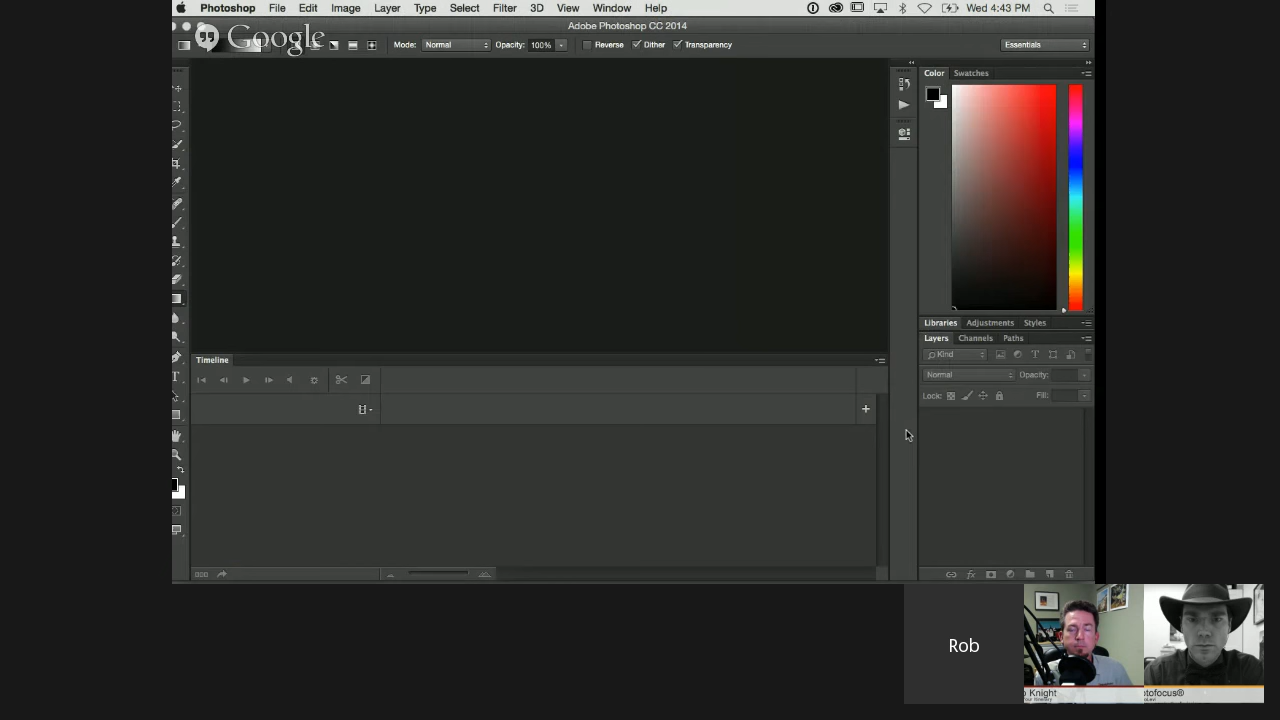 Photoshop File Edit Image Layer Type Select Filter 3D View Window Help Wed 4:43 PM
Adobe Photoshop CC 2014
Google
Mode: Normal Opacity: 100% Reverse Dither Transparency Essentials
Color Swatches
Libraries Adjustments Styles
Layers Channels Paths
Kind
Normal Opacity:
Lock: Fill:
Timeline
Rob
o Knight
otofocus®